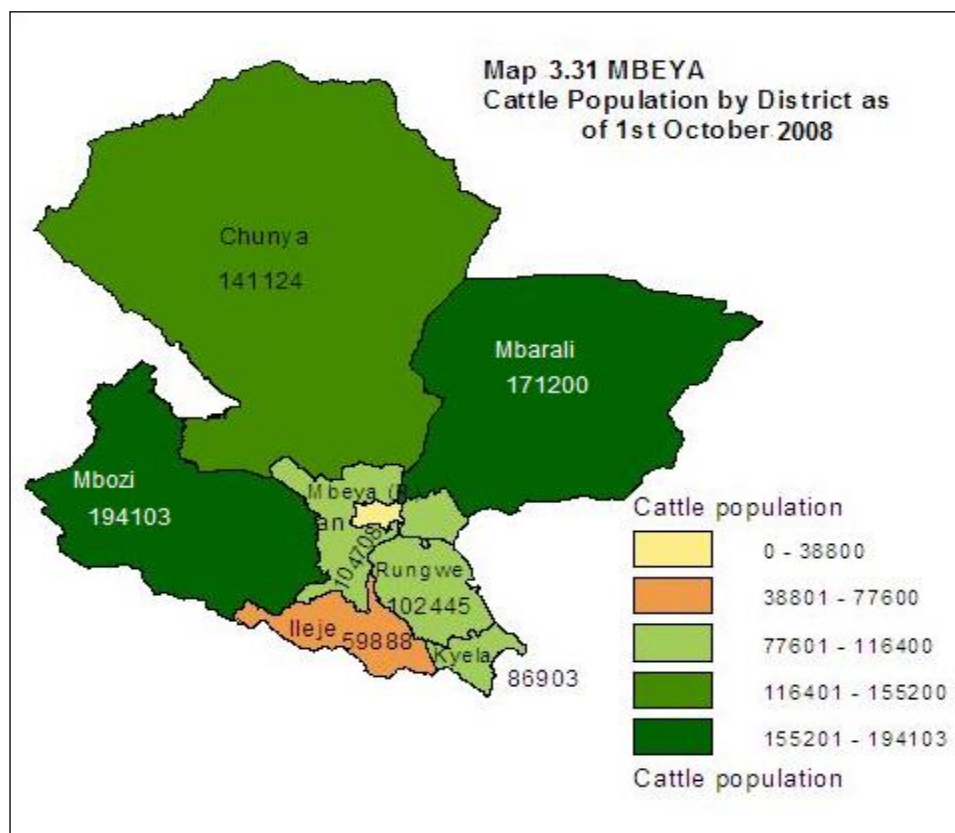 Map 3.31 MBEYA
Cattle Population by District as
of 1st October 2008
Chunya
141124
Mbarali
171200
Mbozi
194103
Mbeya
104708
Rungwe
102445
Ileje
59888
Kyela
86903
Cattle population
0 - 38800
38801 - 77600
77601 - 116400
116401 - 155200
155201 - 194103
Cattle population